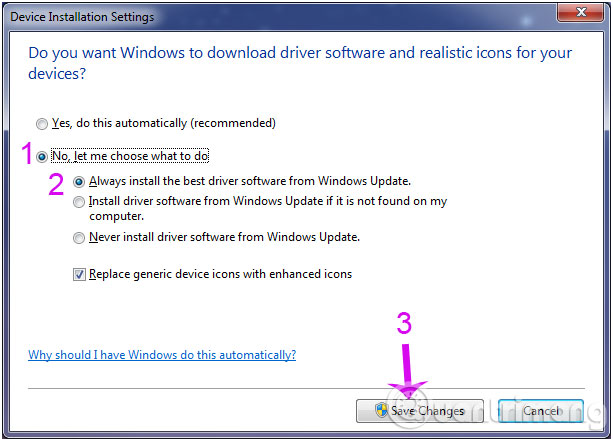 Device Installation Settings
Do you want Windows to download driver software and realistic icons for your
devices?
Yes, do this automatically (recommended)
1 No, let me choose what to do
2 Always install the best driver software from Windows Update.
Install driver software from Windows Update if it is not found on my
computer.
Never install driver software from Windows Update.
Replace generic device icons with enhanced icons
3
Why should I have Windows do this automatically?
Save Changes Cancel
uantrimang